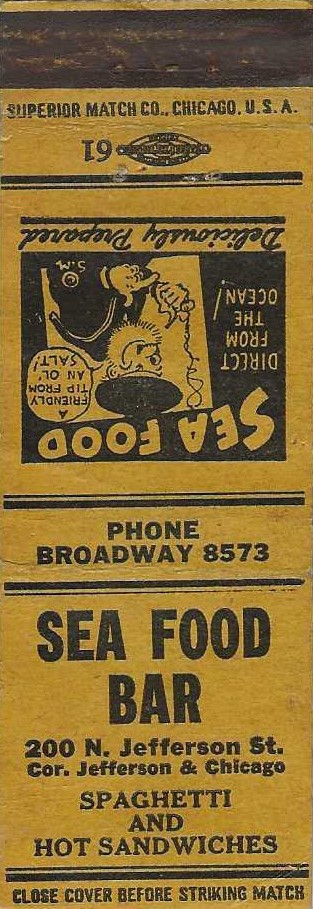 SUPERIOR MATCH CO., CHICAGO, U.S.A.
61
Deliciously Prepared
SEA FOOD
DIRECT
FROM
THE
OCEAN!
A
FRIENDLY
TIP FROM
AN OL'
SALT!
© S.M.
PHONE
BROADWAY 8573
SEA FOOD
BAR
200 N. Jefferson St.
Cor. Jefferson & Chicago
SPAGHETTI
AND
HOT SANDWICHES
CLOSE COVER BEFORE STRIKING MATCH